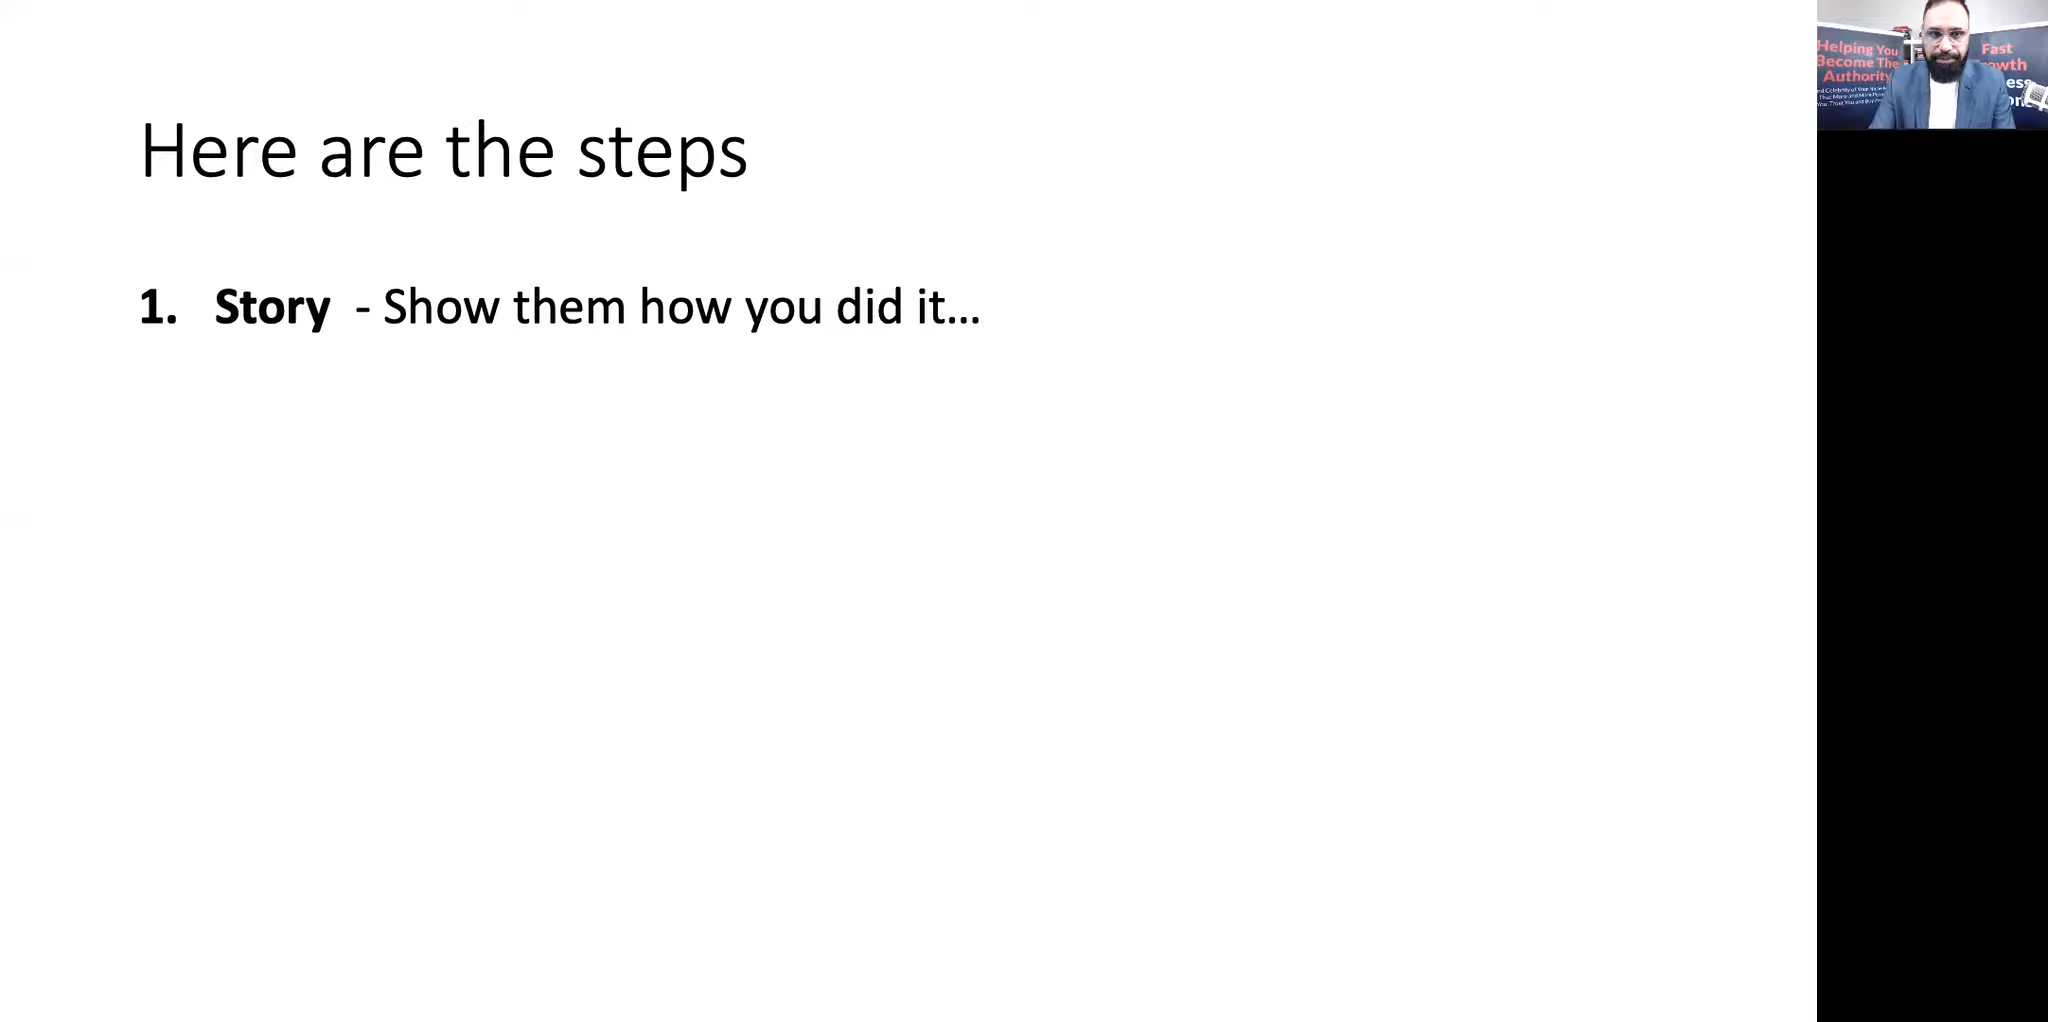 Here are the steps
1. Story - Show them how you did it...
Helping You
Become The
Authority
Fast